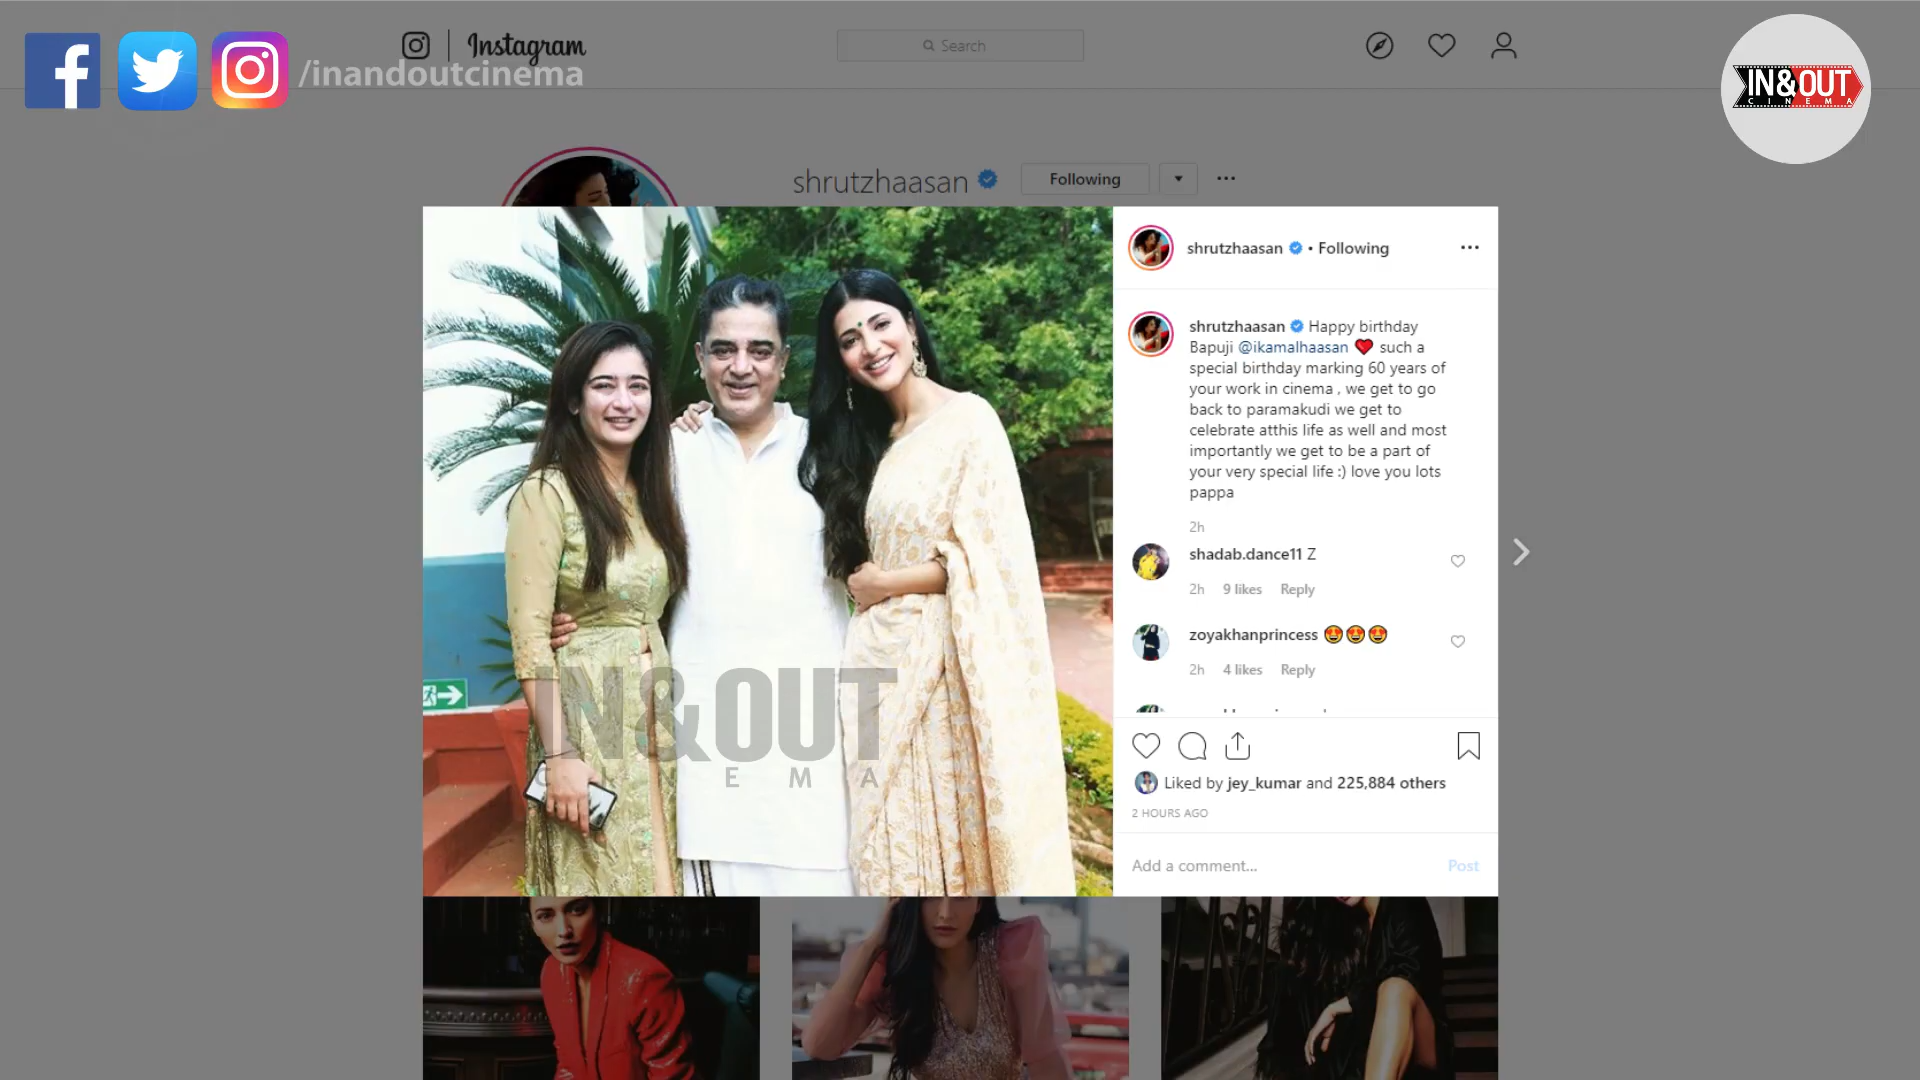 Instagram
Search
/inandoutcinema
IN&OUT
CINEMA
shrutzhaasan
Following
shrutzhaasan • Following
shrutzhaasan Happy birthday
Bapuji @ikamalhaasan ❤️ such a
special birthday marking 60 years of
your work in cinema , we get to go
back to paramakudi we get to
celebrate atthis life as well and most
importantly we get to be a part of
your very special life :) love you lots
pappa
2h
shadab.dance11 Z
2h 9 likes Reply
zoyakhanprincess 😍😍😍
2h 4 likes Reply
IN&OUT
CINEMA
Liked by jey_kumar and 225,884 others
2 HOURS AGO
Add a comment... Post